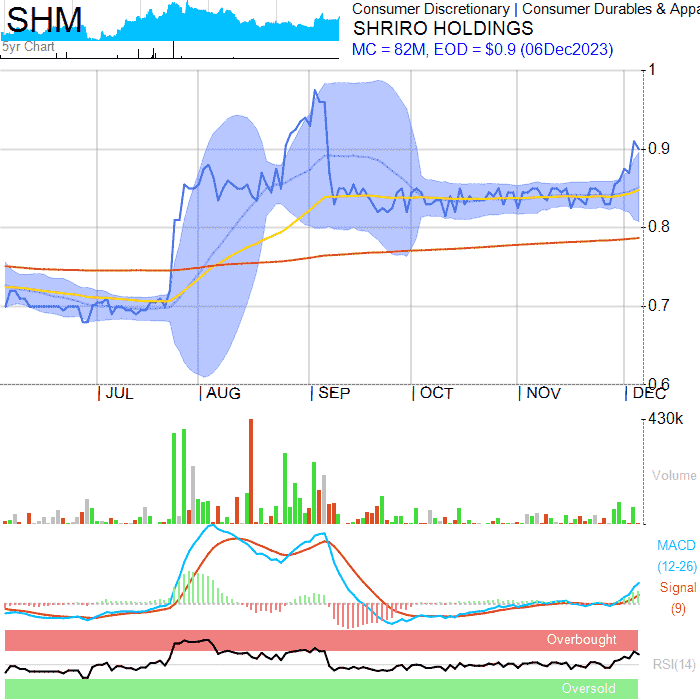 SHM
Consumer Discretionary | Consumer Durables & Appa
SHRIRO HOLDINGS
5yr Chart
MC = 82M, EOD = $0.9 (06Dec2023)
1
0.9
0.8
0.7
0.6
| JUL | AUG | SEP | OCT | NOV | DEC
430k
Volume
MACD
(12-26)
Signal
(9)
Overbought
RSI(14)
Oversold